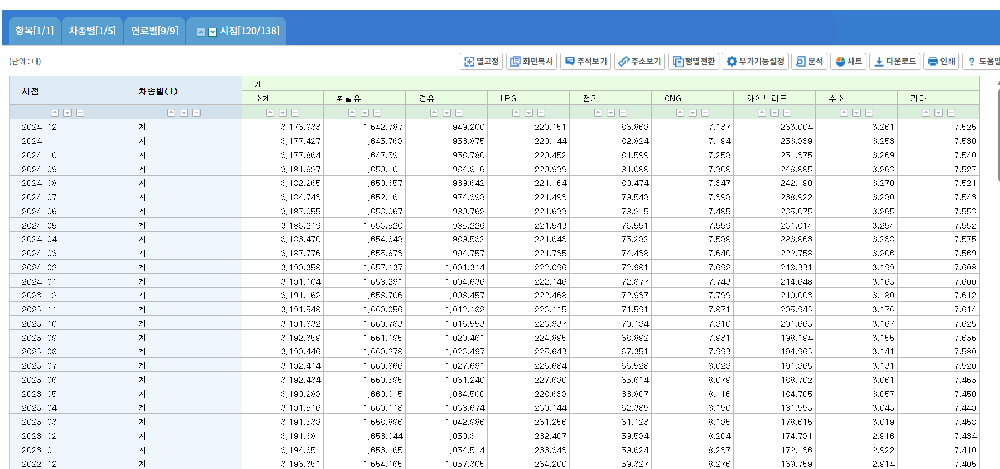 항목[1/1] 차종별[1/5] 연료별[9/9] 시점[120/138]
(단위 : 대) 열고정 화면복사 주석보기 주소보기 행열전환 부가기능설정 분석 차트 다운로드 인쇄 ? 도움말
시점 차종별(1) 계
소계 휘발유 경유 LPG 전기 CNG 하이브리드 수소 기타
2024. 12 계 3,176,933 1,642,787 949,200 220,151 83,868 7,137 263,004 3,261 7,525
2024. 11 계 3,177,427 1,645,768 953,875 220,144 82,824 7,194 256,839 3,253 7,530
2024. 10 계 3,177,864 1,647,591 958,780 220,452 81,599 7,258 251,375 3,269 7,540
2024. 09 계 3,181,927 1,650,101 964,816 220,939 81,088 7,308 246,885 3,263 7,527
2024. 08 계 3,182,265 1,650,657 969,642 221,164 80,474 7,347 242,190 3,270 7,521
2024. 07 계 3,184,743 1,652,161 974,398 221,493 79,548 7,398 238,922 3,280 7,543
2024. 06 계 3,187,055 1,653,067 980,762 221,633 78,215 7,485 235,075 3,265 7,553
2024. 05 계 3,186,219 1,653,520 985,226 221,543 76,551 7,559 231,014 3,254 7,552
2024. 04 계 3,186,470 1,654,648 989,532 221,643 75,282 7,589 226,963 3,238 7,575
2024. 03 계 3,187,776 1,655,673 994,757 221,735 74,438 7,640 222,758 3,206 7,569
2024. 02 계 3,190,358 1,657,137 1,001,314 222,096 72,981 7,692 218,331 3,199 7,608
2024. 01 계 3,191,104 1,658,291 1,004,636 222,146 72,877 7,743 214,648 3,163 7,600
2023. 12 계 3,191,162 1,658,706 1,008,457 222,468 72,937 7,799 210,003 3,180 7,612
2023. 11 계 3,191,548 1,660,056 1,012,182 223,115 71,591 7,871 205,943 3,176 7,614
2023. 10 계 3,191,832 1,660,783 1,016,553 223,937 70,194 7,910 201,663 3,167 7,625
2023. 09 계 3,192,359 1,661,195 1,020,461 224,895 68,892 7,931 198,194 3,155 7,636
2023. 08 계 3,190,446 1,660,278 1,023,497 225,643 67,351 7,993 194,963 3,141 7,580
2023. 07 계 3,192,414 1,660,866 1,027,691 226,684 66,528 8,029 191,965 3,131 7,520
2023. 06 계 3,192,434 1,660,595 1,031,240 227,680 65,614 8,079 188,702 3,061 7,463
2023. 05 계 3,190,288 1,660,015 1,034,500 228,638 63,807 8,116 184,705 3,057 7,450
2023. 04 계 3,191,516 1,660,118 1,038,674 230,144 62,385 8,150 181,553 3,043 7,449
2023. 03 계 3,191,538 1,658,896 1,042,986 231,256 61,123 8,185 178,615 3,019 7,458
2023. 02 계 3,191,681 1,656,044 1,050,311 232,407 59,584 8,204 174,781 2,916 7,434
2023. 01 계 3,194,351 1,656,165 1,054,514 233,343 59,624 8,237 172,136 2,922 7,410
2022. 12 계 3,193,351 1,654,165 1,057,305 234,200 59,327 8,276 169,759 2,914 7,405